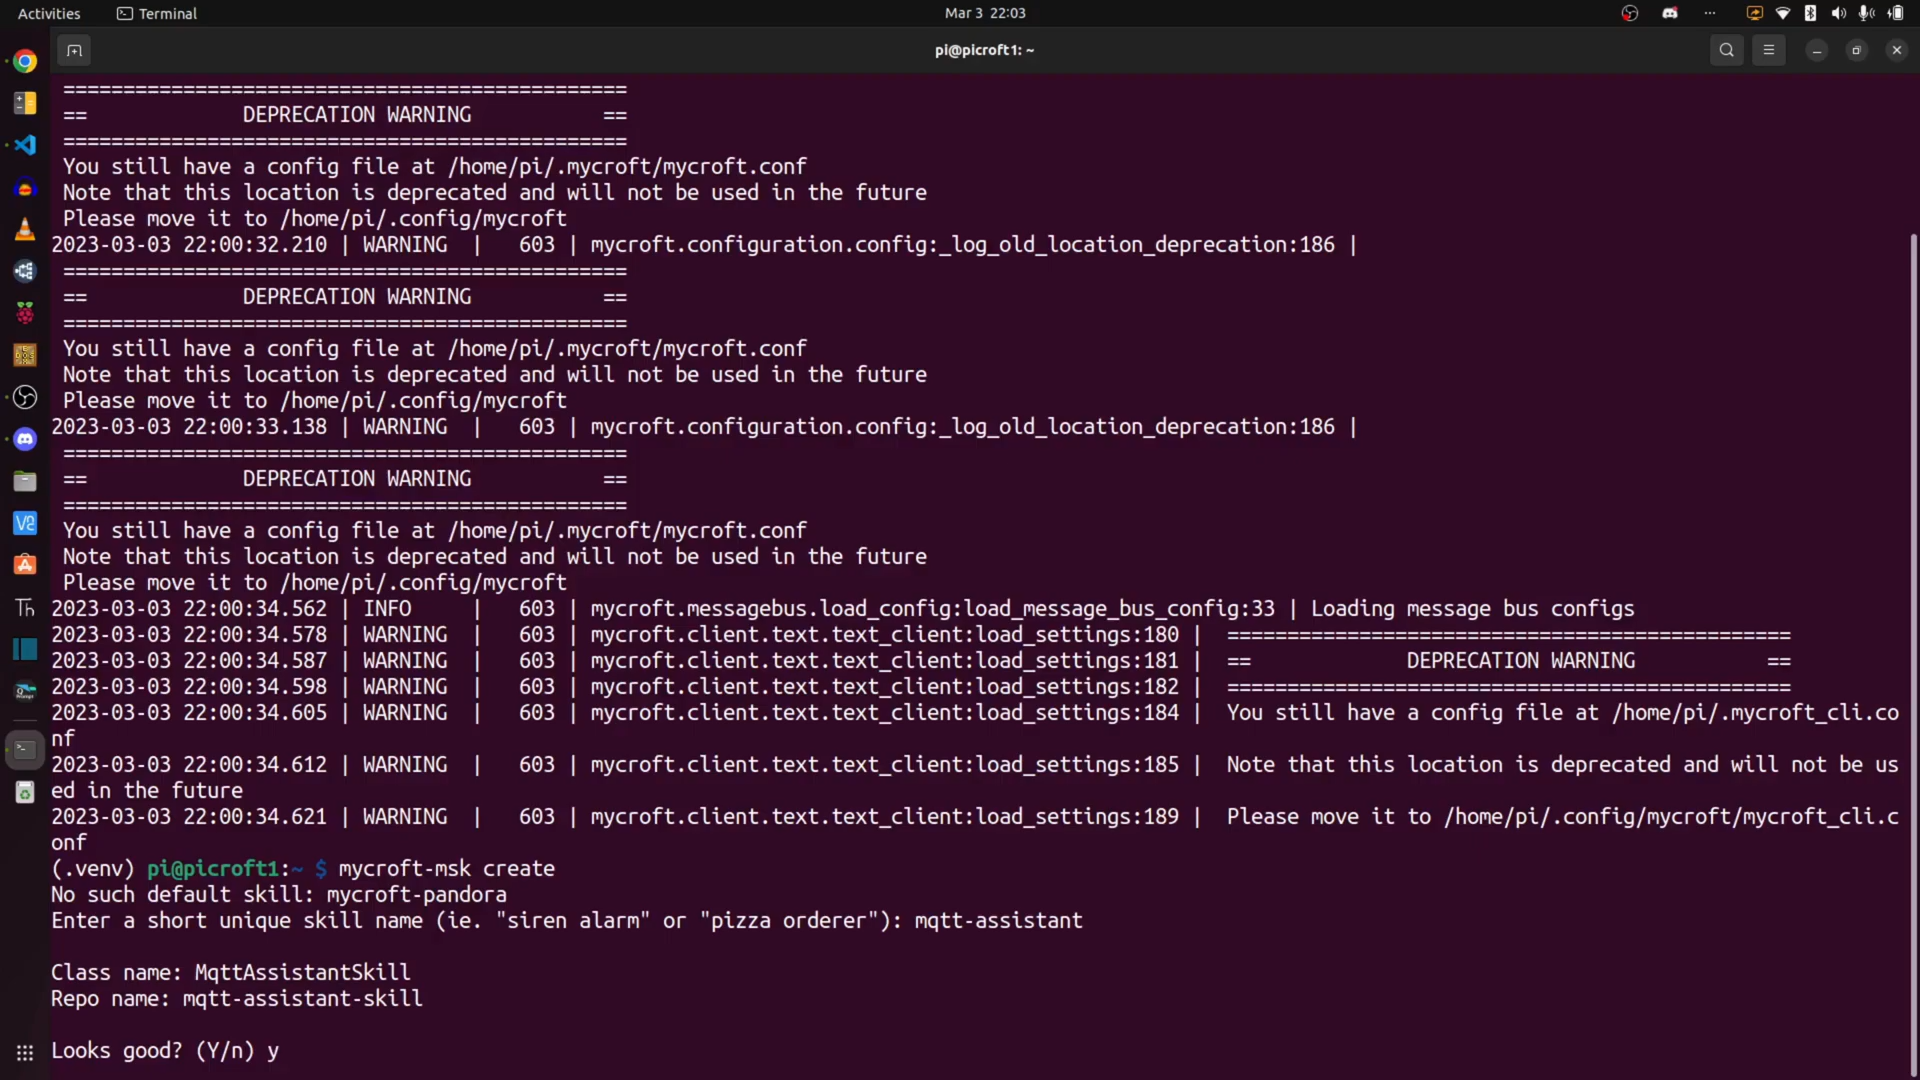 Activities
Terminal
Mar 3 22:03
pi@picroft1: ~
===============================================
== DEPRECATION WARNING ==
===============================================
You still have a config file at /home/pi/.mycroft/mycroft.conf
Note that this location is deprecated and will not be used in the future
Please move it to /home/pi/.config/mycroft
2023-03-03 22:00:32.210 | WARNING | 603 | mycroft.configuration.config:_log_old_location_deprecation:186 |
===============================================
== DEPRECATION WARNING ==
===============================================
You still have a config file at /home/pi/.mycroft/mycroft.conf
Note that this location is deprecated and will not be used in the future
Please move it to /home/pi/.config/mycroft
2023-03-03 22:00:33.138 | WARNING | 603 | mycroft.configuration.config:_log_old_location_deprecation:186 |
===============================================
== DEPRECATION WARNING ==
===============================================
You still have a config file at /home/pi/.mycroft/mycroft.conf
Note that this location is deprecated and will not be used in the future
Please move it to /home/pi/.config/mycroft
2023-03-03 22:00:34.562 | INFO | 603 | mycroft.messagebus.load_config:load_message_bus_config:33 | Loading message bus configs
2023-03-03 22:00:34.578 | WARNING | 603 | mycroft.client.text.text_client:load_settings:180 | ===============================================
2023-03-03 22:00:34.587 | WARNING | 603 | mycroft.client.text.text_client:load_settings:181 | == DEPRECATION WARNING ==
2023-03-03 22:00:34.598 | WARNING | 603 | mycroft.client.text.text_client:load_settings:182 | ===============================================
2023-03-03 22:00:34.605 | WARNING | 603 | mycroft.client.text.text_client:load_settings:184 | You still have a config file at /home/pi/.mycroft_cli.co
nf
2023-03-03 22:00:34.612 | WARNING | 603 | mycroft.client.text.text_client:load_settings:185 | Note that this location is deprecated and will not be us
ed in the future
2023-03-03 22:00:34.621 | WARNING | 603 | mycroft.client.text.text_client:load_settings:189 | Please move it to /home/pi/.config/mycroft/mycroft_cli.c
onf
(.venv) pi@picroft1:~ $ mycroft-msk create
No such default skill: mycroft-pandora
Enter a short unique skill name (ie. "siren alarm" or "pizza orderer"): mqtt-assistant
Class name: MqttAssistantSkill
Repo name: mqtt-assistant-skill
Looks good? (Y/n) y